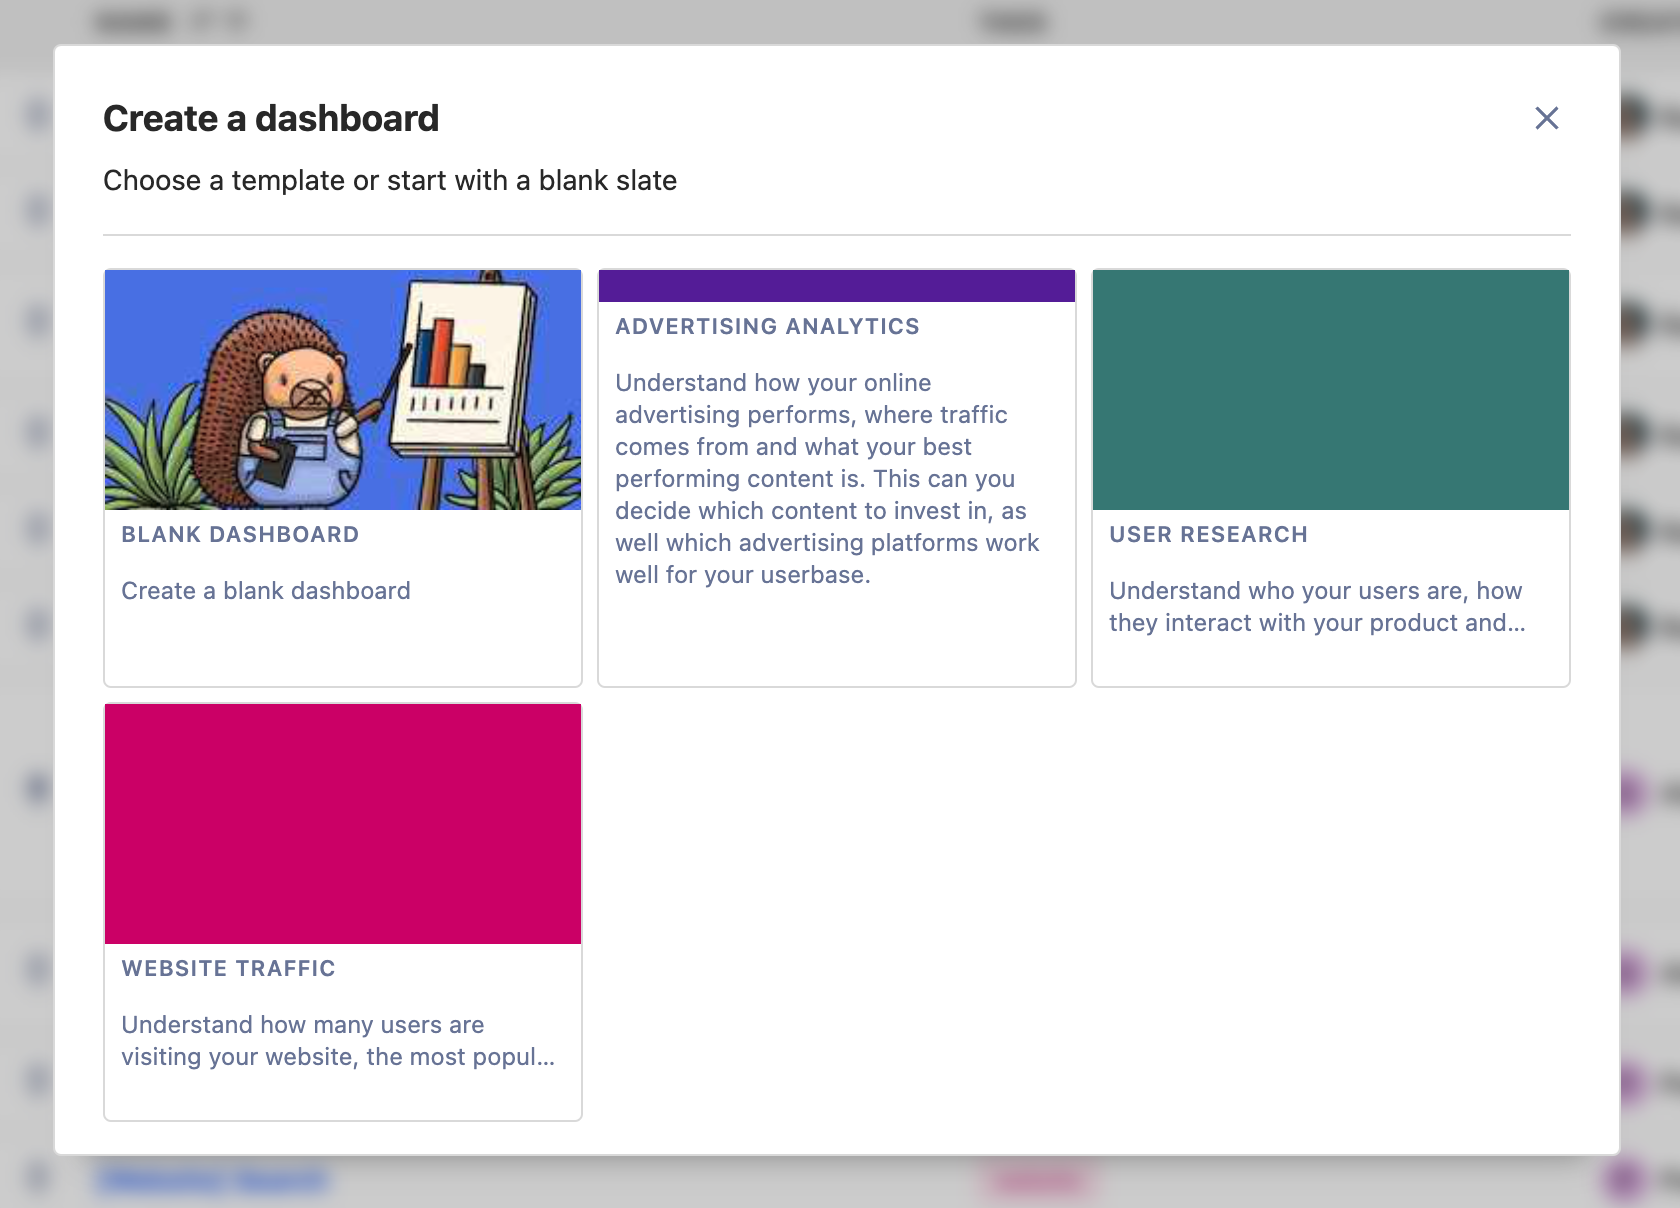 Create a dashboard
Choose a template or start with a blank slate
BLANK DASHBOARD
Create a blank dashboard
ADVERTISING ANALYTICS
Understand how your online
advertising performs, where traffic
comes from and what your best
performing content is. This can you
decide which content to invest in, as
well which advertising platforms work
well for your userbase.
USER RESEARCH
Understand who your users are, how
they interact with your product and...
WEBSITE TRAFFIC
Understand how many users are
visiting your website, the most popul...